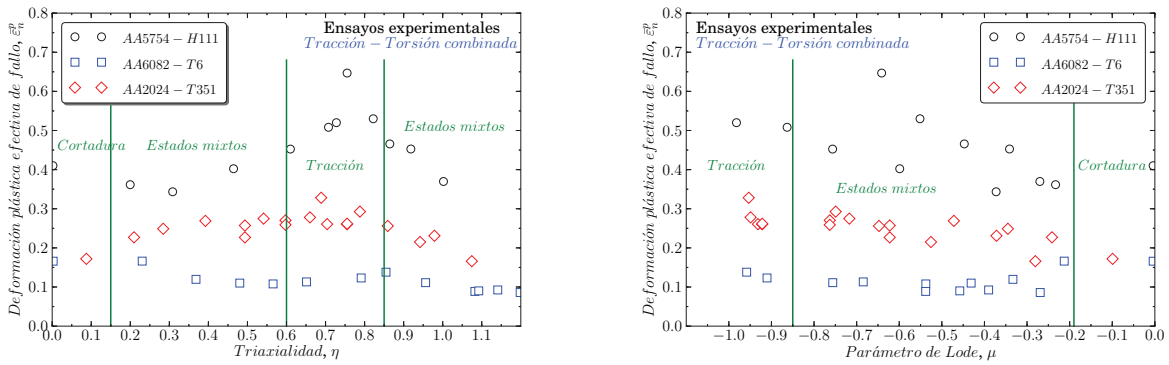 Ensayos experimentales
Tracción − Torsión combinada
AA5754 − H111
AA6082 − T6
AA2024 − T351
Cortadura
Estados mixtos
Tracción
Estados mixtos
0.8
0.7
0.6
0.5
0.4
0.3
0.2
0.1
0.0
0.0 0.1 0.2 0.3 0.4 0.5 0.6 0.7 0.8 0.9 1.0 1.1
Deformación plástica efectiva de fallo, ε̄ₙᵖ
Triaxialidad, η
Ensayos experimentales
Tracción − Torsión combinada
AA5754 − H111
AA6082 − T6
AA2024 − T351
Tracción
Estados mixtos
Cortadura
0.8
0.7
0.6
0.5
0.4
0.3
0.2
0.1
0.0
−1.0 −0.9 −0.8 −0.7 −0.6 −0.5 −0.4 −0.3 −0.2 −0.1 0.0
Deformación plástica efectiva de fallo, ε̄ₙᵖ
Parámetro de Lode, μ